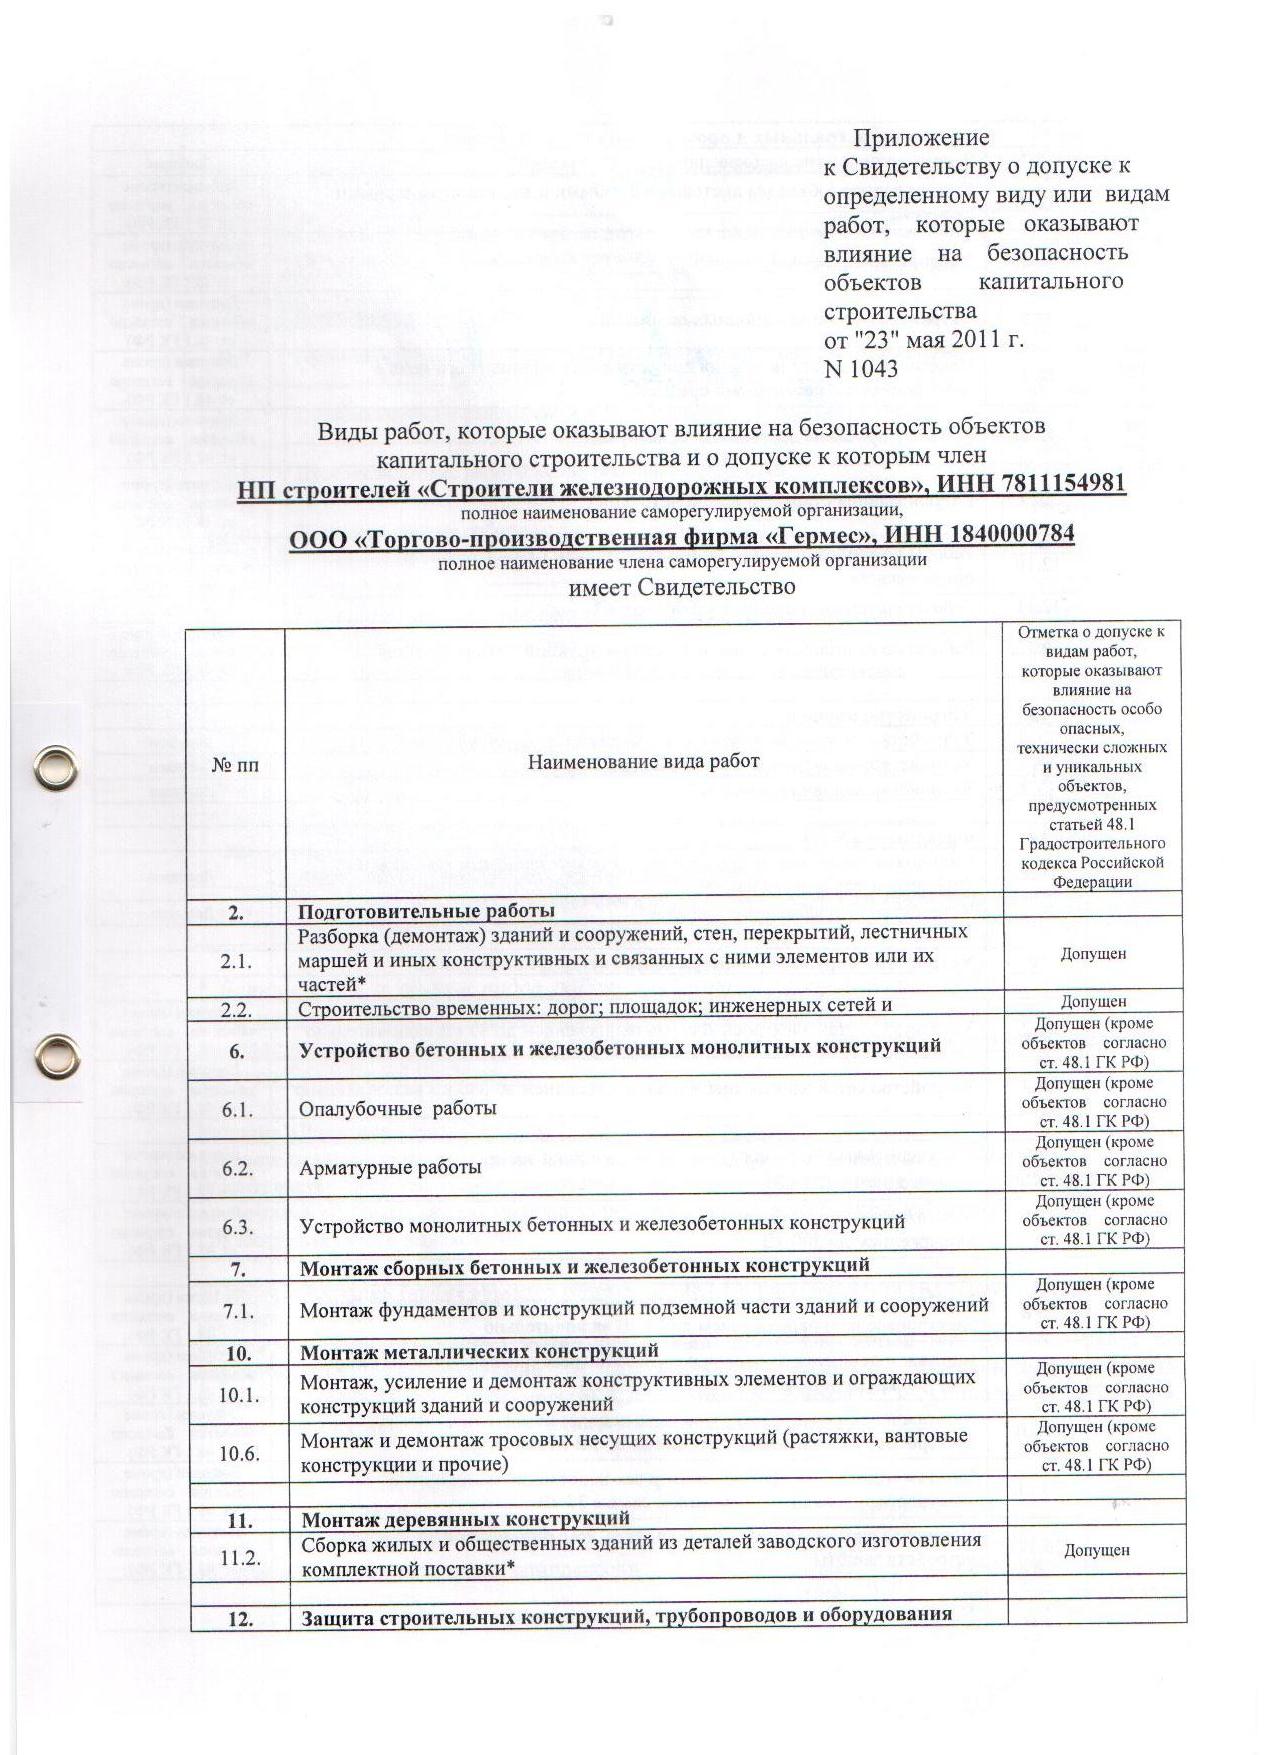 Приложение
к Свидетельству о допуске к
определенному виду или видам
работ, которые оказывают
влияние на безопасность
объектов капитального
строительства
от "23" мая 2011 г.
N 1043
Виды работ, которые оказывают влияние на безопасность объектов
капитального строительства и о допуске к которым член
НП строителей «Строители железнодорожных комплексов», ИНН 7811154981
полное наименование саморегулируемой организации,
ООО «Торгово-производственная фирма «Гермес», ИНН 1840000784
полное наименование члена саморегулируемой организации
имеет Свидетельство
№ пп
Наименование вида работ
Отметка о допуске к
видам работ,
которые оказывают
влияние на
безопасность особо
опасных,
технически сложных
и уникальных
объектов,
предусмотренных
статьей 48.1
Градостроительного
кодекса Российской
Федерации
2. Подготовительные работы
2.1.
Разборка (демонтаж) зданий и сооружений, стен, перекрытий, лестничных
маршей и иных конструктивных и связанных с ними элементов или их
частей*
Допущен
2.2. Строительство временных: дорог; площадок; инженерных сетей и Допущен
6. Устройство бетонных и железобетонных монолитных конструкций
Допущен (кроме
объектов согласно
ст. 48.1 ГК РФ)
6.1. Опалубочные работы
Допущен (кроме
объектов согласно
ст. 48.1 ГК РФ)
6.2. Арматурные работы
Допущен (кроме
объектов согласно
ст. 48.1 ГК РФ)
6.3. Устройство монолитных бетонных и железобетонных конструкций
Допущен (кроме
объектов согласно
ст. 48.1 ГК РФ)
7. Монтаж сборных бетонных и железобетонных конструкций
7.1. Монтаж фундаментов и конструкций подземной части зданий и сооружений
Допущен (кроме
объектов согласно
ст. 48.1 ГК РФ)
10. Монтаж металлических конструкций
10.1.
Монтаж, усиление и демонтаж конструктивных элементов и ограждающих
конструкций зданий и сооружений
Допущен (кроме
объектов согласно
ст. 48.1 ГК РФ)
10.6.
Монтаж и демонтаж тросовых несущих конструкций (растяжки, вантовые
конструкции и прочие)
Допущен (кроме
объектов согласно
ст. 48.1 ГК РФ)
11. Монтаж деревянных конструкций
11.2.
Сборка жилых и общественных зданий из деталей заводского изготовления
комплектной поставки*
Допущен
12. Защита строительных конструкций, трубопроводов и оборудования